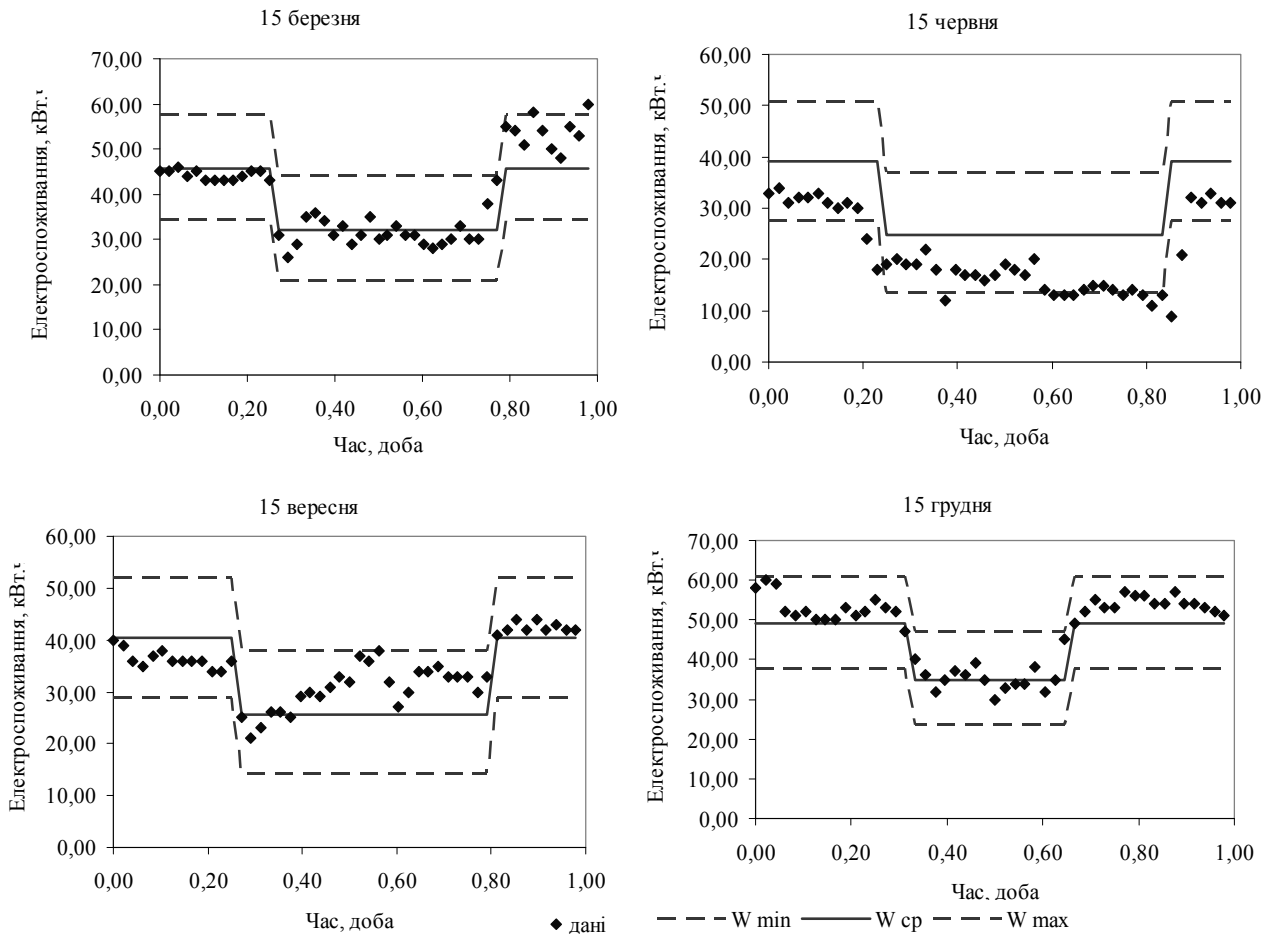 15 березня
Електроспоживання, кВт.ч
70,00
60,00
50,00
40,00
30,00
20,00
10,00
0,00
0,00 0,20 0,40 0,60 0,80 1,00
Час, доба
15 червня
Електроспоживання, кВт.ч
60,00
50,00
40,00
30,00
20,00
10,00
0,00
0,00 0,20 0,40 0,60 0,80 1,00
Час, доба
15 вересня
Електроспоживання, кВт.ч
60,00
50,00
40,00
30,00
20,00
10,00
0,00
0,00 0,20 0,40 0,60 0,80 1,00
Час, доба
15 грудня
Електроспоживання, кВт.ч
70,00
60,00
50,00
40,00
30,00
20,00
10,00
0,00
0,00 0,20 0,40 0,60 0,80 1,00
Час, доба
дані W min W ср W max